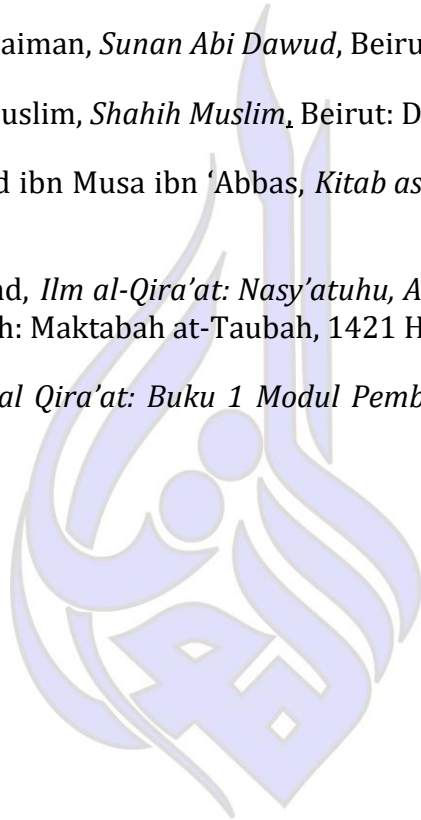 aiman, Sunan Abi Dawud, Beiru
uslim, Shahih Muslim, Beirut: D
d ibn Musa ibn ‘Abbas, Kitab as
nd, Ilm al-Qira’at: Nasy’atuhu, A
h: Maktabah at-Taubah, 1421 H
al Qira’at: Buku 1 Modul Pemb